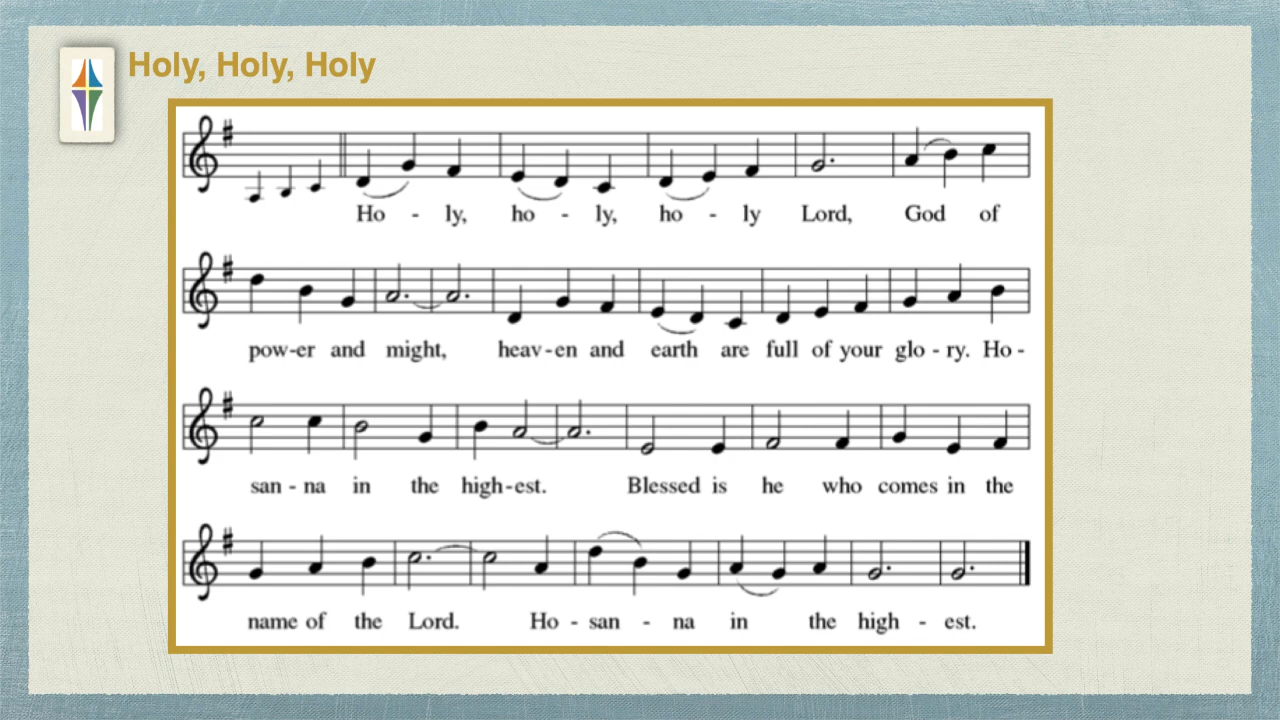 Holy, Holy, Holy
Ho - ly, ho - ly, ho - ly Lord, God of
pow-er and might, heav-en and earth are full of your glo - ry. Ho -
san - na in the high-est. Blessed is he who comes in the
name of the Lord. Ho - san - na in the high - est.